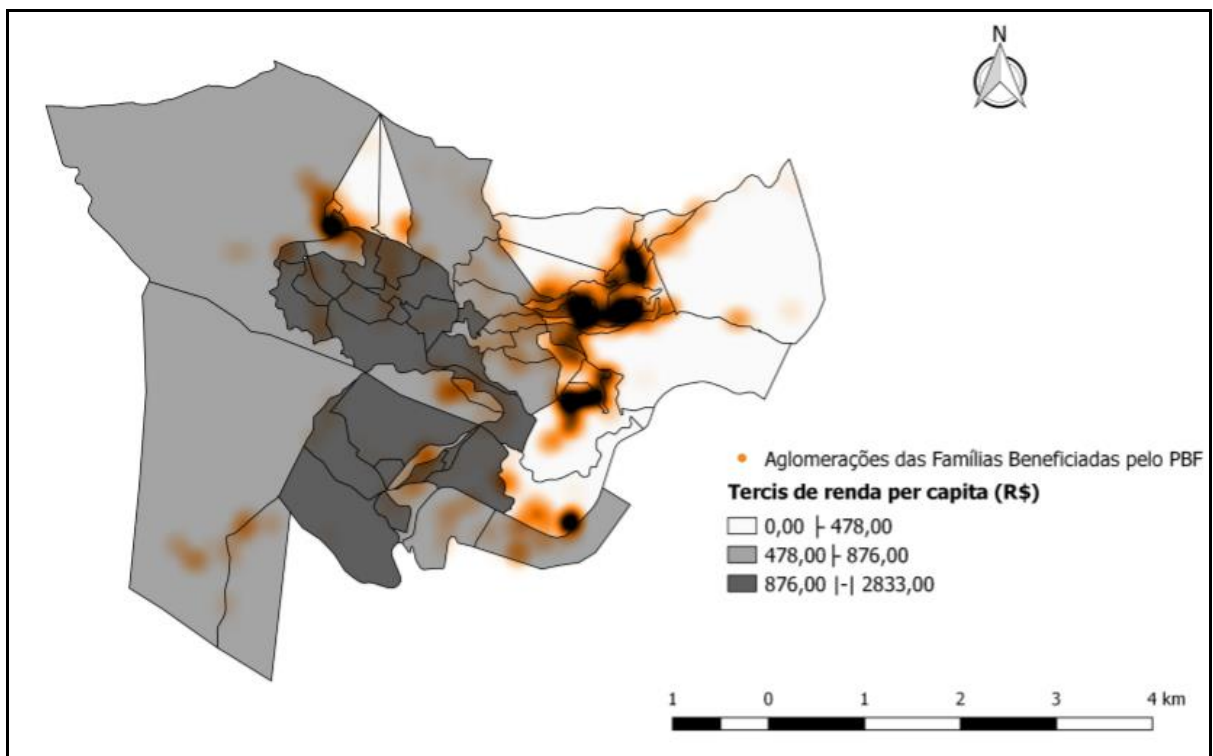 N
Aglomerações das Famílias Beneficiadas pelo PBF
Tercis de renda per capita (R$)
0,00 ├ 478,00
478,00├ 876,00
876,00 |-| 2833,00
1 0 1 2 3 4 km